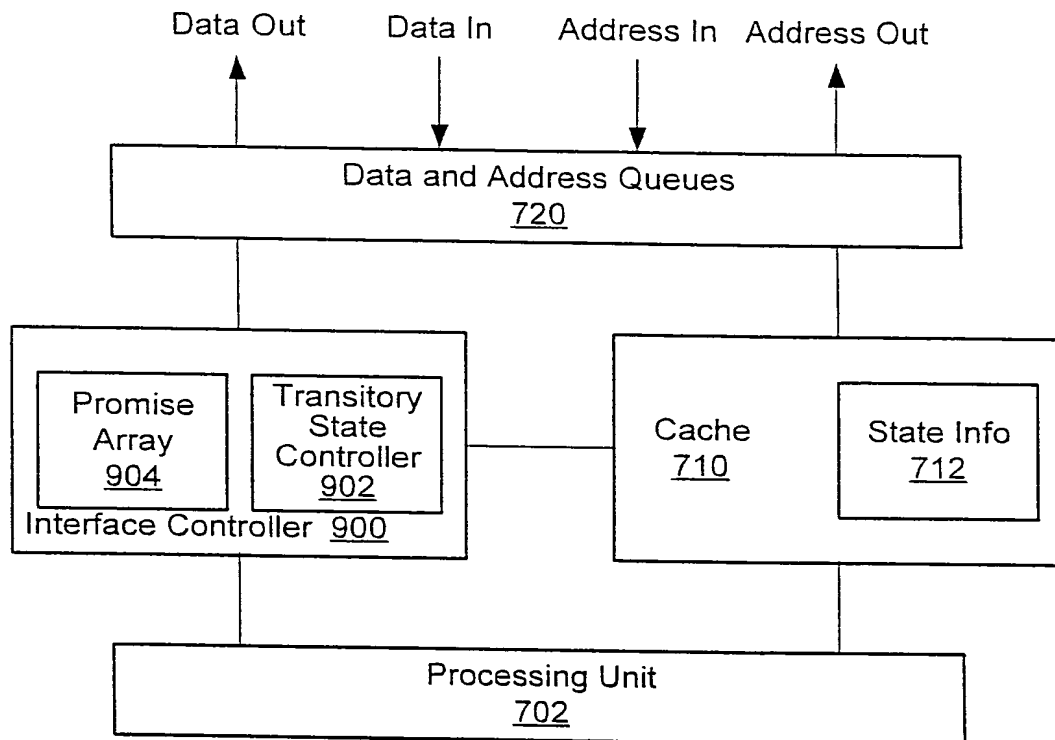 Data Out
Data In
Address In
Address Out
Data and Address Queues
720
Promise
Array
904
Transitory
State
Controller
902
Interface Controller 900
Cache
710
State Info
712
Processing Unit
702